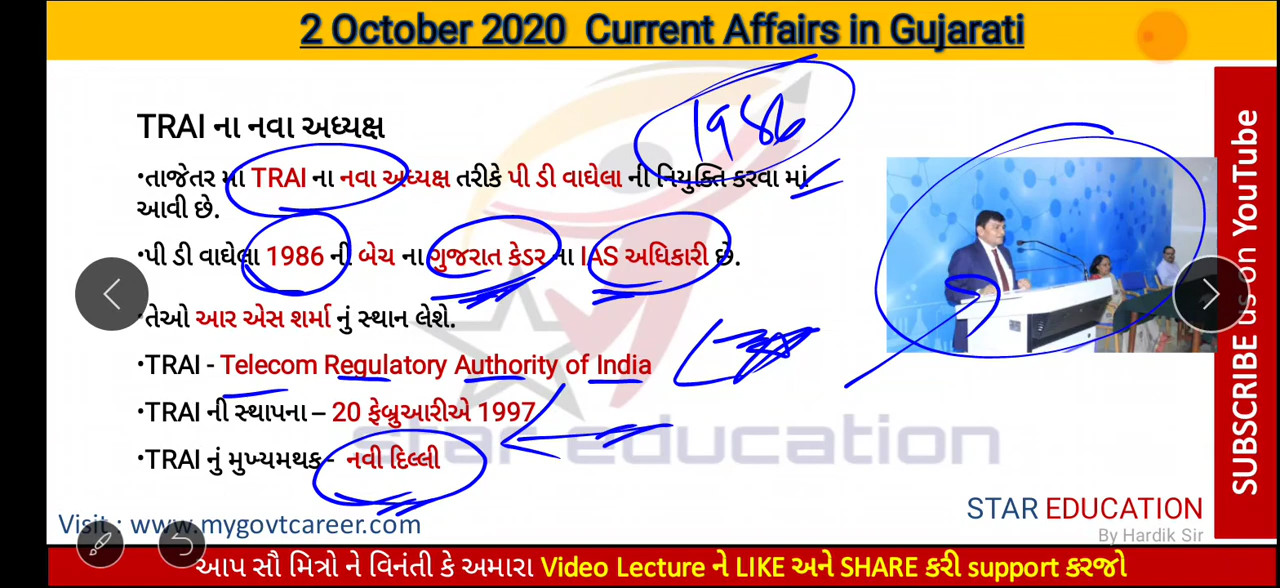 2 October 2020 Current Affairs in Gujarati
1986
TRAI ના નવા અધ્યક્ષ
•તાજેતર મા TRAI ના નવા અધ્યક્ષ તરીકે પી ડી વાઘેલા ની નિયુક્તિ કરવા માં
આવી છે.
•પી ડી વાઘેલા 1986 ની બેચ ના ગુજરાત કેડર ના IAS અધિકારી છે.
•તેઓ આર એસ શર્મા નું સ્થાન લેશે.
•TRAI - Telecom Regulatory Authority of India
•TRAI ની સ્થાપના – 20 ફેબ્રુઆરીએ 1997
•TRAI નું મુખ્યમથક - નવી દિલ્લી
star education
SUBSCRIBE us on YouTube
STAR EDUCATION
By Hardik Sir
Visit : www.mygovtcareer.com
આપ સૌ મિત્રો ને વિનંતી કે અમારા Video Lecture ને LIKE અને SHARE કરી support કરજો